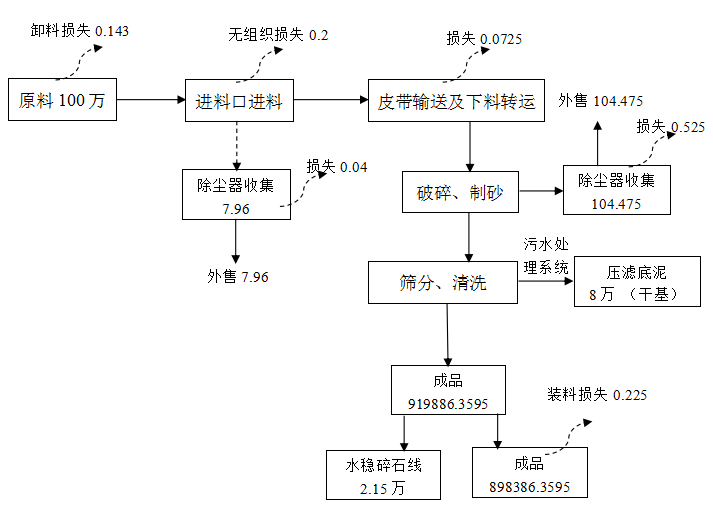 卸料损失 0.143
无组织损失 0.2
损失 0.0725
原料 100 万
进料口进料
皮带输送及下料转运
外售 104.475
损失 0.525
损失 0.04
除尘器收集
7.96
破碎、制砂
除尘器收集
104.475
外售 7.96
污水处
理系统
筛分、清洗
压滤底泥
8 万 （干基）
成品
919886.3595
装料损失 0.225
水稳碎石线
2.15 万
成品
898386.3595